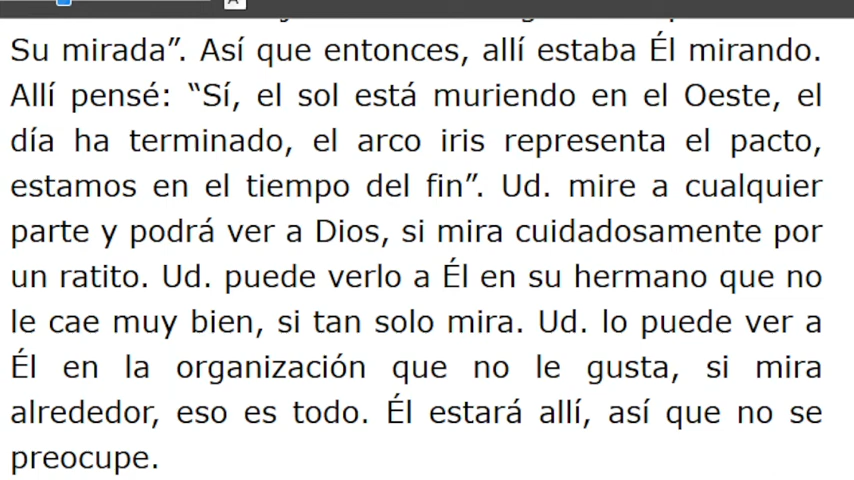 Su mirada”. Así que entonces, allí estaba Él mirando.
Allí pensé: “Sí, el sol está muriendo en el Oeste, el
día ha terminado, el arco iris representa el pacto,
estamos en el tiempo del fin”. Ud. mire a cualquier
parte y podrá ver a Dios, si mira cuidadosamente por
un ratito. Ud. puede verlo a Él en su hermano que no
le cae muy bien, si tan solo mira. Ud. lo puede ver a
Él en la organización que no le gusta, si mira
alrededor, eso es todo. Él estará allí, así que no se
preocupe.